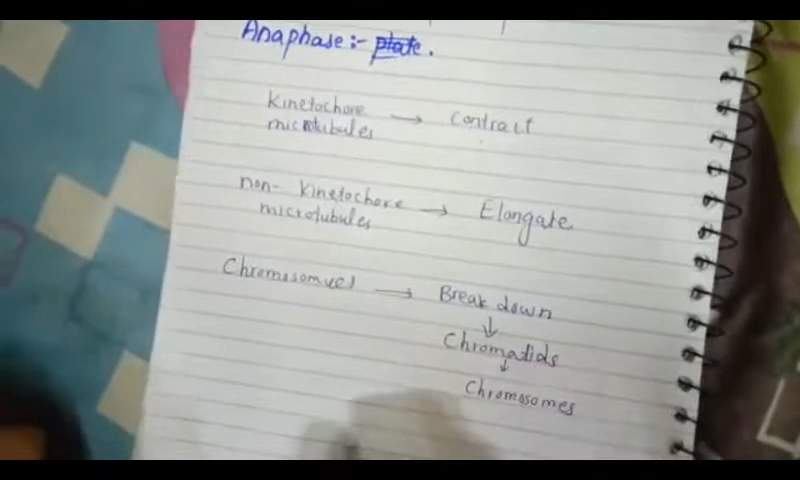 Anaphase:- plate.
Kinetochore
microtubules → Contract
non- Kinetochore
microtubules → Elongate
Chromosomes → Break down
↓
Chromatids
↓
Chromosomes